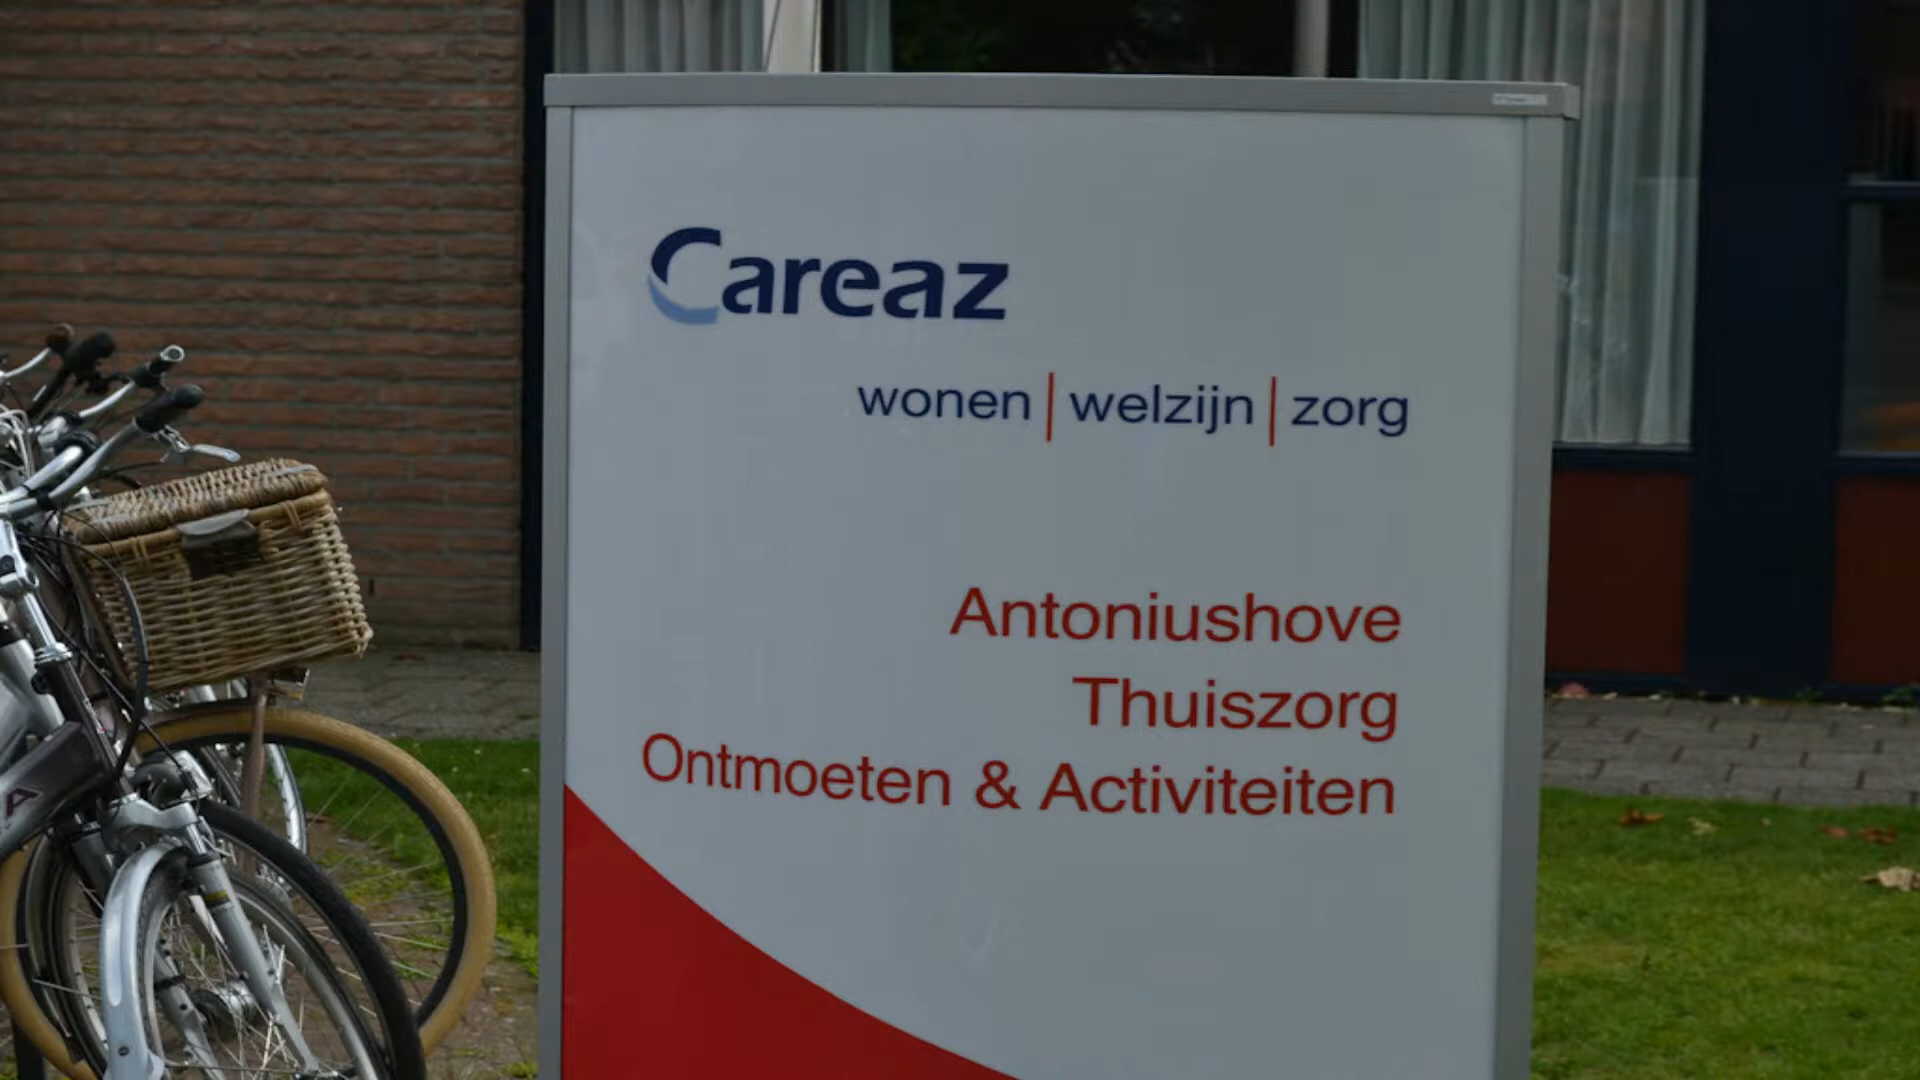 Careaz
wonen | welzijn | zorg
Antoniushove
Thuiszorg
Ontmoeten & Activiteiten